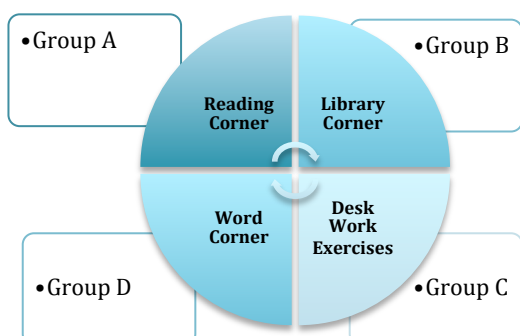 •Group A
•Group B
Reading
Corner
Library
Corner
Word
Corner
Desk
Work
Exercises
•Group D
•Group C